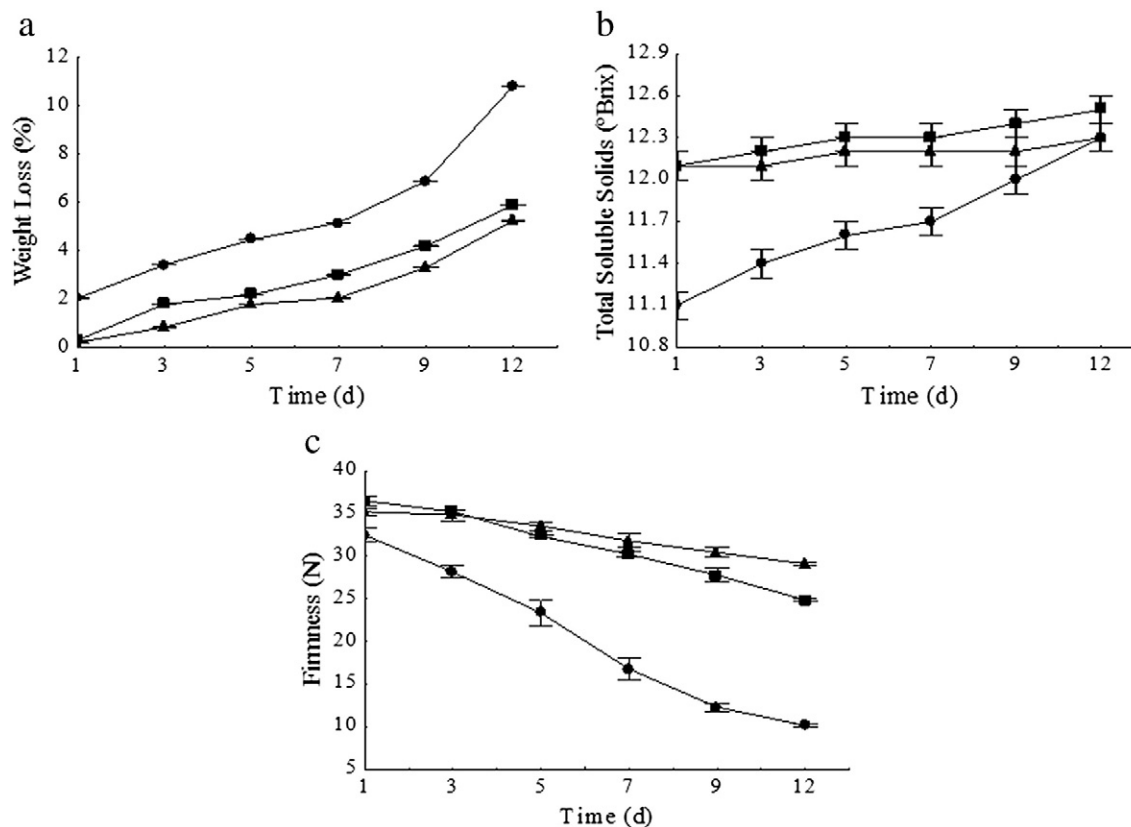 a
12
10
8
6
4
2
0
Weight Loss (%)
1 3 5 7 9 12
Time (d)
b
12.9
12.6
12.3
12.0
11.7
11.4
11.1
10.8
Total Soluble Solids (ºBrix)
1 3 5 7 9 12
Time (d)
c
40
35
30
25
20
15
10
5
Firmness (N)
1 3 5 7 9 12
Time (d)